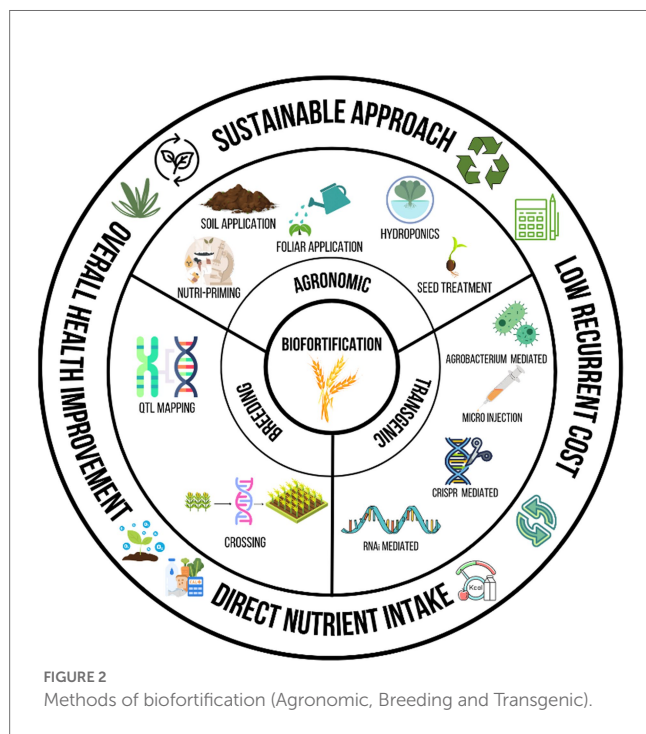 SUSTAINABLE APPROACH
OVERALL HEALTH IMPROVEMENT
LOW RECURRENT COST
DIRECT NUTRIENT INTAKE
SOIL APPLICATION
FOLIAR APPLICATION
HYDROPONICS
NUTRI-PRIMING
SEED TREATMENT
AGRONOMIC
BIOFORTIFICATION
BREEDING
TRANSGENIC
QTL MAPPING
CROSSING
AGROBACTERIUM MEDIATED
MICRO INJECTION
CRISPR MEDIATED
RNAi MEDIATED
Kcal
FIGURE 2
Methods of biofortification (Agronomic, Breeding and Transgenic).